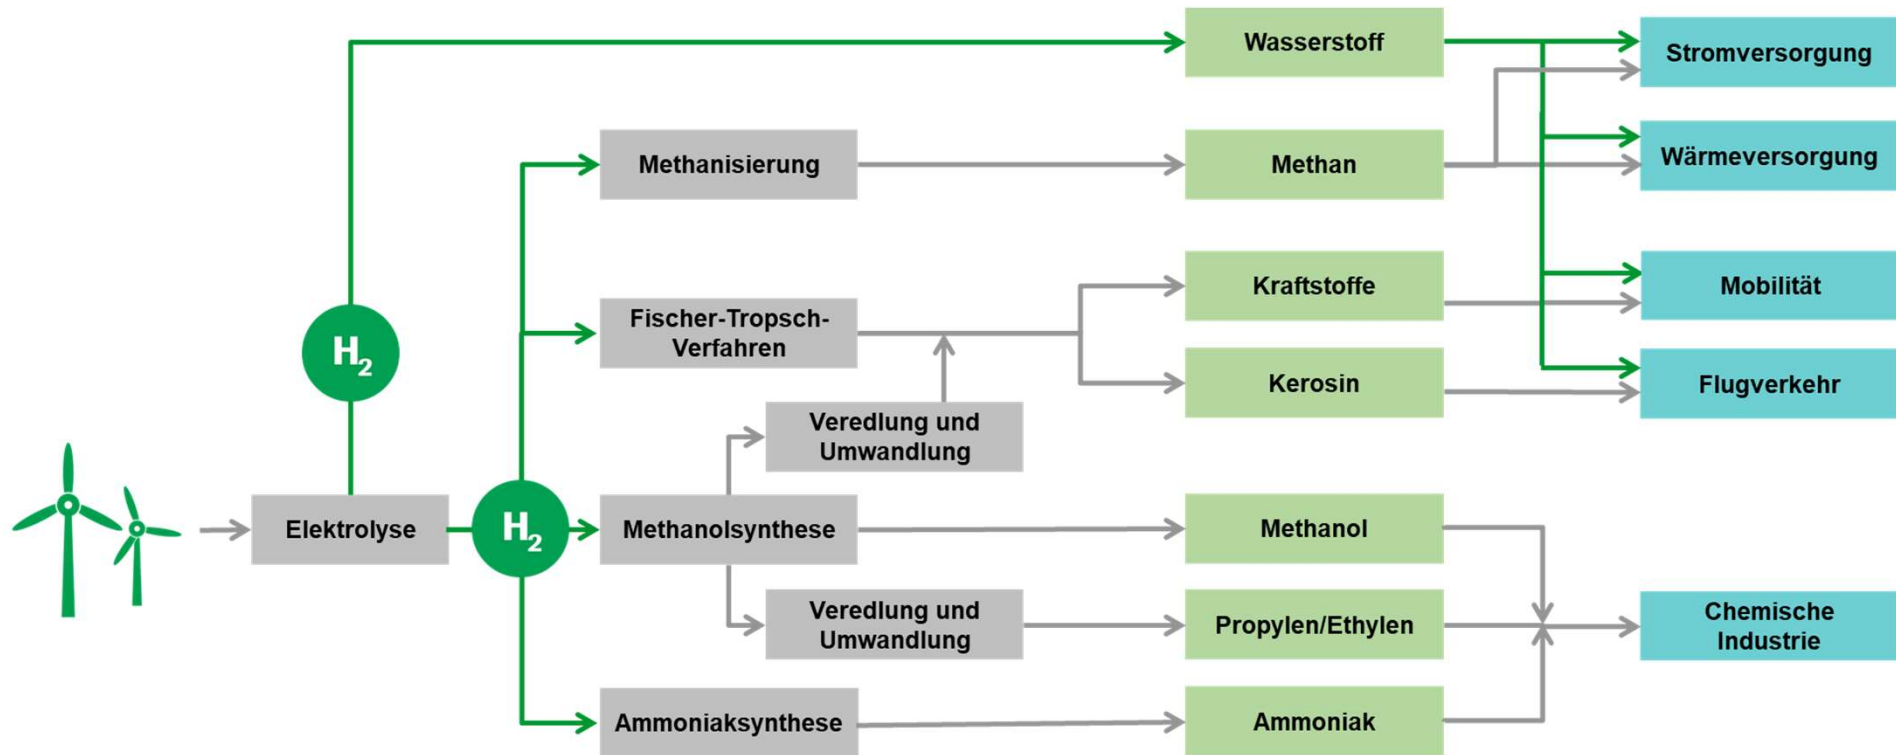 Wasserstoff
Stromversorgung
Methanisierung
Methan
Wärmeversorgung
Fischer-Tropsch-
Verfahren
Kraftstoffe
Mobilität
H₂
Kerosin
Flugverkehr
Veredlung und
Umwandlung
Elektrolyse
H₂
Methanolsynthese
Methanol
Veredlung und
Umwandlung
Propylen/Ethylen
Chemische
Industrie
Ammoniaksynthese
Ammoniak